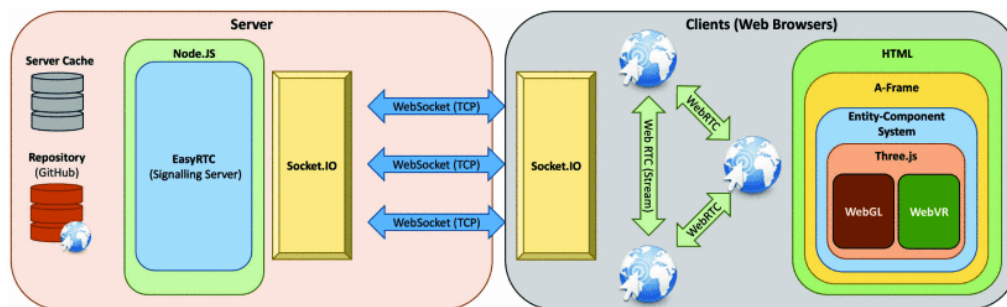 Server
Server Cache
Repository
(GitHub)
Node.JS
EasyRTC
(Signalling Server)
Socket.IO
WebSocket (TCP)
WebSocket (TCP)
WebSocket (TCP)
Clients (Web Browsers)
Socket.IO
Web RTC (Stream)
WebRTC
WebRTC
HTML
A-Frame
Entity-Component
System
Three.js
WebGL
WebVR